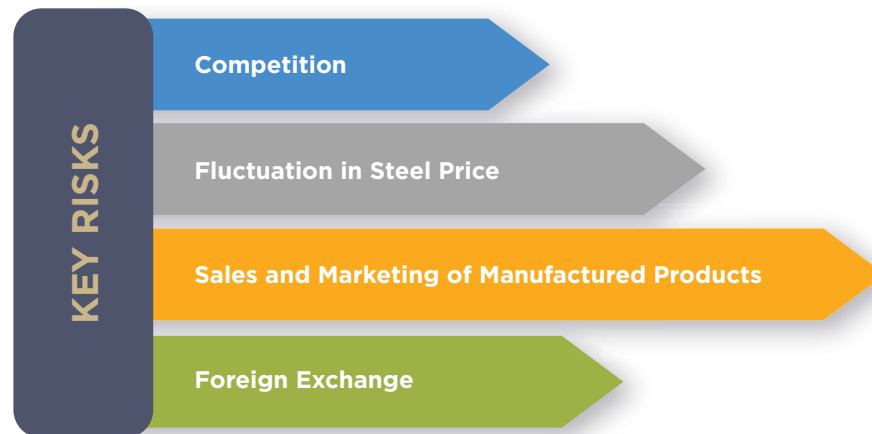 KEY RISKS
Competition
Fluctuation in Steel Price
Sales and Marketing of Manufactured Products
Foreign Exchange